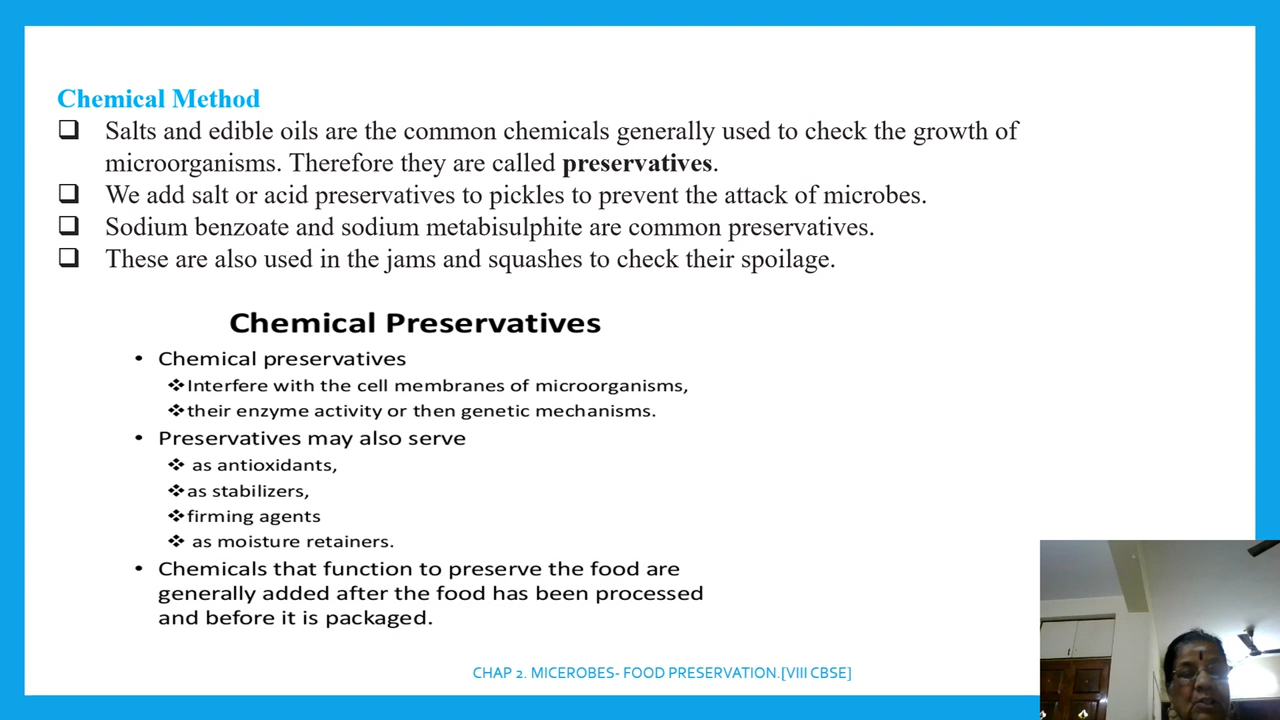 Chemical Method
❑ Salts and edible oils are the common chemicals generally used to check the growth of
microorganisms. Therefore they are called preservatives.
❑ We add salt or acid preservatives to pickles to prevent the attack of microbes.
❑ Sodium benzoate and sodium metabisulphite are common preservatives.
❑ These are also used in the jams and squashes to check their spoilage.
Chemical Preservatives
• Chemical preservatives
❖Interfere with the cell membranes of microorganisms,
❖their enzyme activity or then genetic mechanisms.
• Preservatives may also serve
❖ as antioxidants,
❖as stabilizers,
❖firming agents
❖ as moisture retainers.
• Chemicals that function to preserve the food are
generally added after the food has been processed
and before it is packaged.
CHAP 2. MICEROBES- FOOD PRESERVATION.[VIII CBSE]